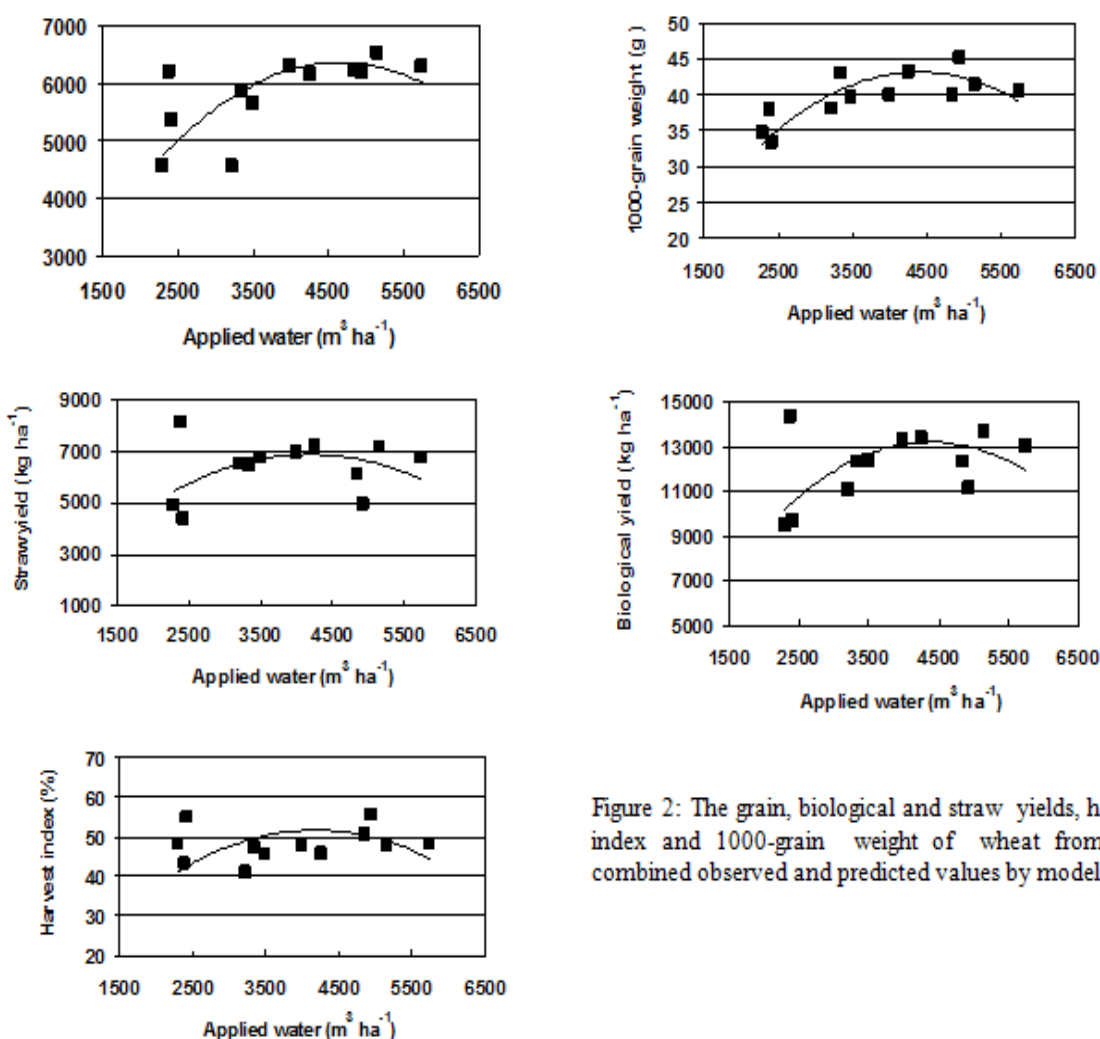 7000
6000
5000
4000
3000
1500 2500 3500 4500 5500 6500
Applied water (m³ ha⁻¹)
1000-grain weight (g )
50
45
40
35
30
25
20
1500 2500 3500 4500 5500 6500
Applied water (m³ ha⁻¹)
Straw yield (kg ha⁻¹)
9000
7000
5000
3000
1000
1500 2500 3500 4500 5500 6500
Applied water (m³ ha⁻¹)
Biological yield (kg ha⁻¹)
15000
13000
11000
9000
7000
5000
1500 2500 3500 4500 5500 6500
Applied water (m³ ha⁻¹)
Harvest index (%)
70
60
50
40
30
20
1500 2500 3500 4500 5500 6500
Applied water (m³ ha⁻¹)
Figure 2: The grain, biological and straw yields, h
index and 1000-grain weight of wheat from
combined observed and predicted values by model